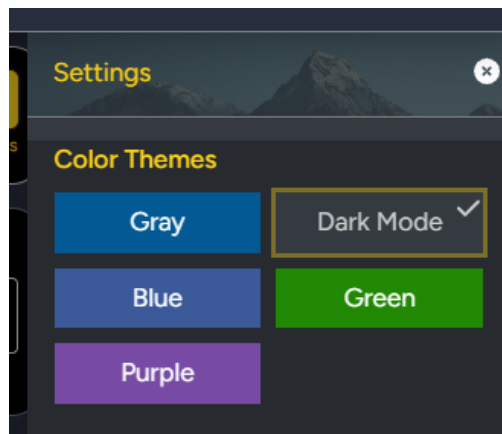 Settings
Color Themes
Gray
Dark Mode
Blue
Green
Purple